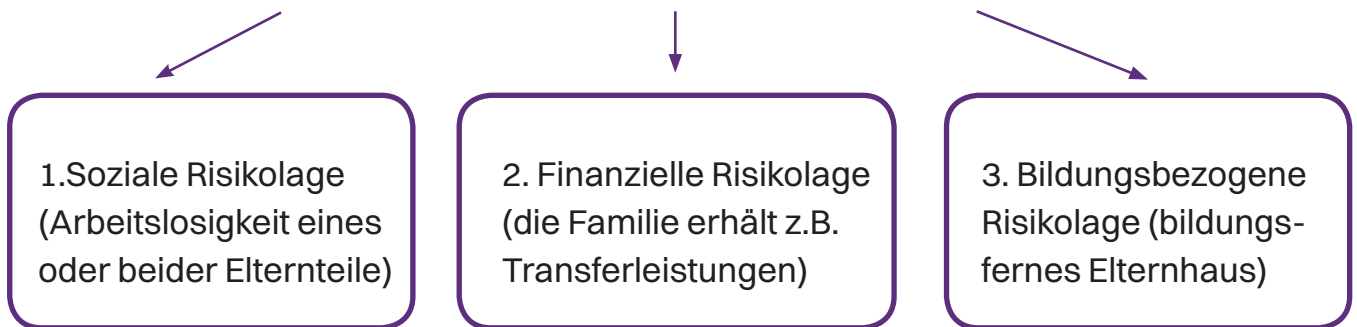 1.Soziale Risikolage
(Arbeitslosigkeit eines
oder beider Elternteile)
2. Finanzielle Risikolage
(die Familie erhält z.B.
Transferleistungen)
3. Bildungsbezogene
Risikolage (bildungs-
fernes Elternhaus)